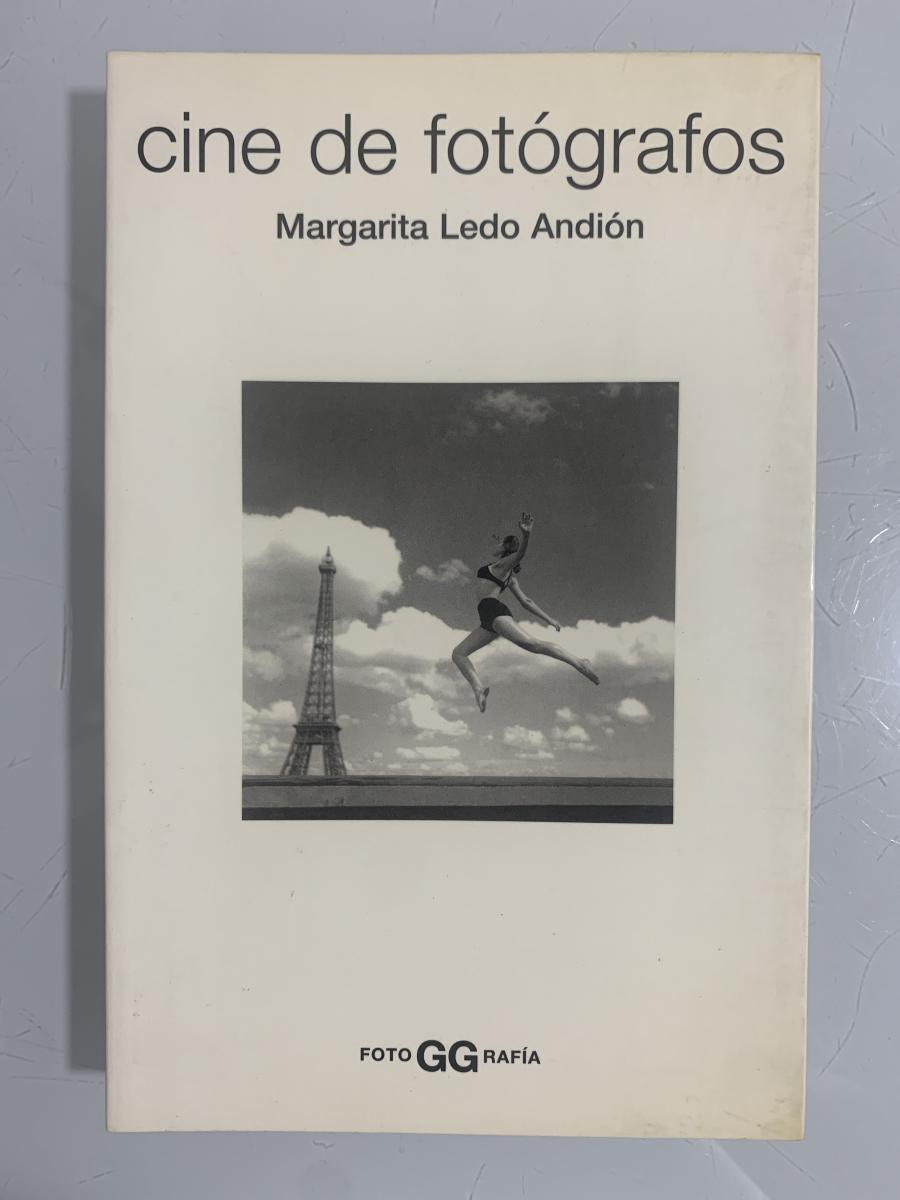 cine de fotógrafos
Margarita Ledo Andión
FOTOGGRAFÍA